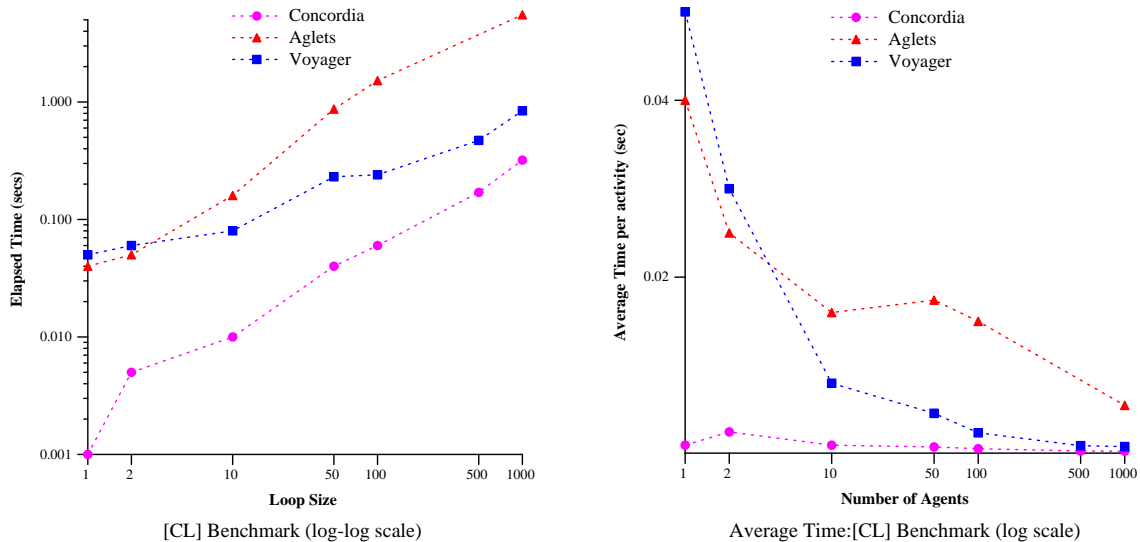 Concordia
Aglets
Voyager
1.000
0.100
0.010
0.001
Elapsed Time (secs)
1 2 10 50 100 500 1000
Loop Size
[CL] Benchmark (log-log scale)
Concordia
Aglets
Voyager
0.04
0.02
Average Time per activity (sec)
1 2 10 50 100 500 1000
Number of Agents
Average Time:[CL] Benchmark (log scale)